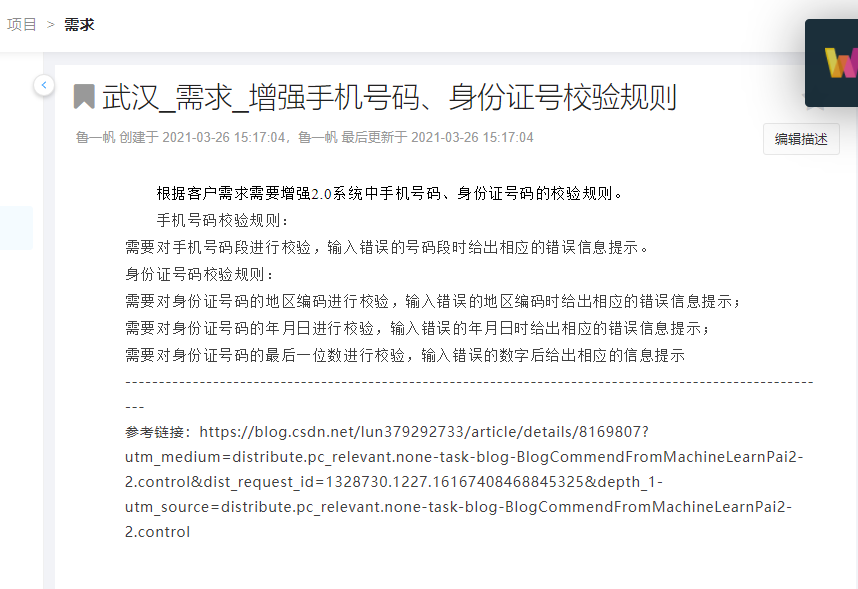 项目 > 需求
武汉_需求_增强手机号码、身份证号校验规则
鲁一帆 创建于 2021-03-26 15:17:04，鲁一帆 最后更新于 2021-03-26 15:17:04
编辑描述
根据客户需求需要增强2.0系统中手机号码、身份证号码的校验规则。
手机号码校验规则：
需要对手机号码段进行校验，输入错误的号码段时给出相应的错误信息提示。
身份证号码校验规则：
需要对身份证号码的地区编码进行校验，输入错误的地区编码时给出相应的错误信息提示；
需要对身份证号码的年月日进行校验，输入错误的年月日时给出相应的错误信息提示；
需要对身份证号码的最后一位数进行校验，输入错误的数字后给出相应的信息提示
------------------------------------------------------------------------------------------------------
---
参考链接：https://blog.csdn.net/lun379292733/article/details/8169807?
utm_medium=distribute.pc_relevant.none-task-blog-BlogCommendFromMachineLearnPai2-
2.control&dist_request_id=1328730.1227.16167408468845325&depth_1-
utm_source=distribute.pc_relevant.none-task-blog-BlogCommendFromMachineLearnPai2-
2.control